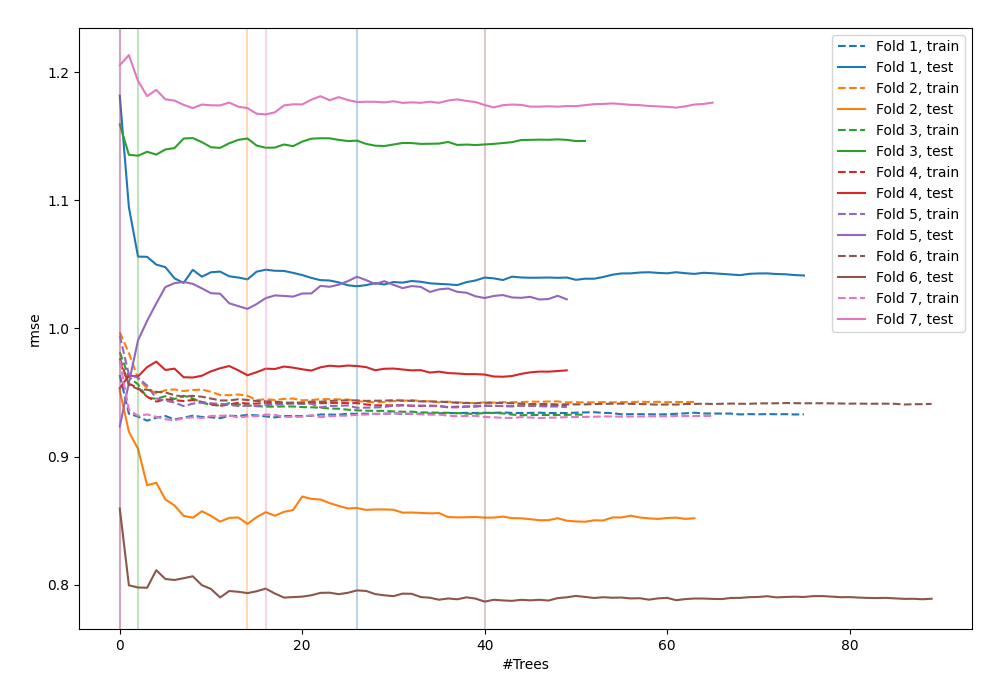 1.2
1.1
1.0
0.9
0.8
rmse
0
20
40
60
80
#Trees
Fold 1, train
Fold 1, test
Fold 2, train
Fold 2, test
Fold 3, train
Fold 3, test
Fold 4, train
Fold 4, test
Fold 5, train
Fold 5, test
Fold 6, train
Fold 6, test
Fold 7, train
Fold 7, test